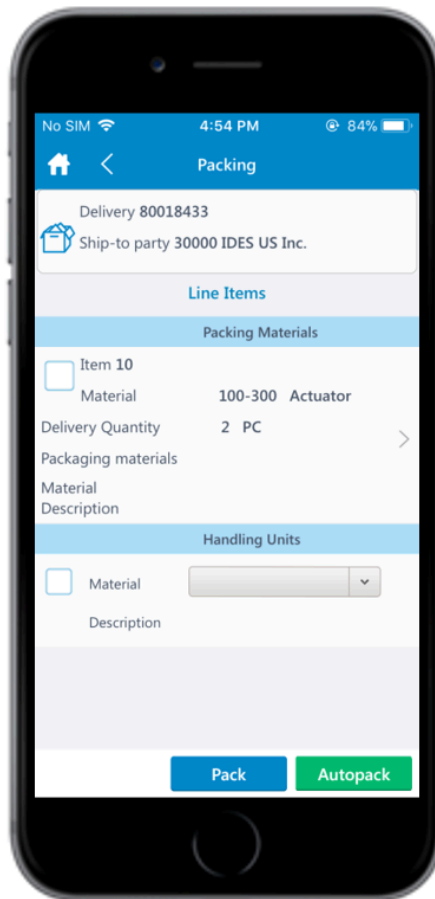 No SIM 4:54 PM 84%
Packing
Delivery 80018433
Ship-to party 30000 IDES US Inc.
Line Items
Packing Materials
Item 10
Material 100-300 Actuator
Delivery Quantity 2 PC
Packaging materials
Material
Description
Handling Units
Material
Description
Pack Autopack